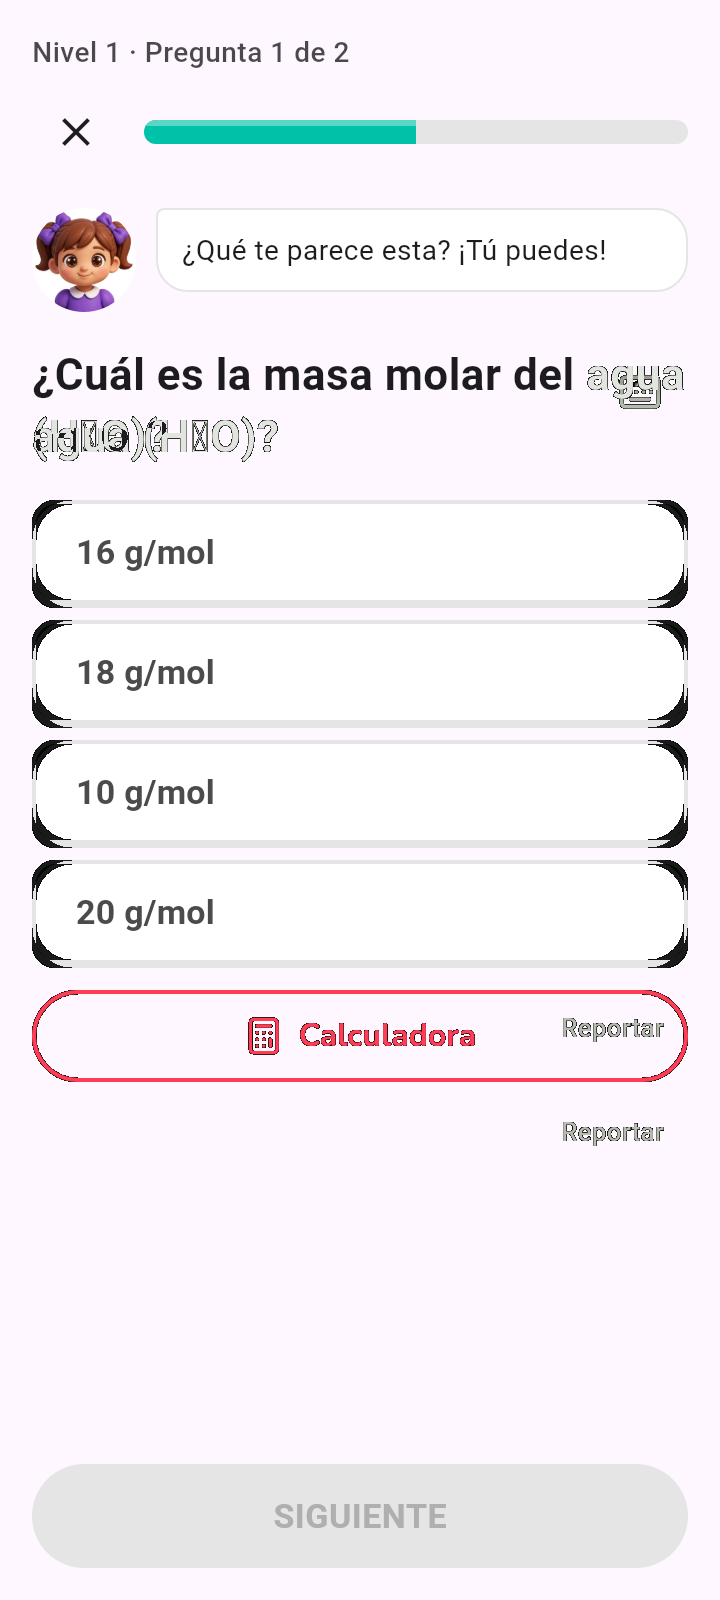 Nivel 1 · Pregunta 1 de 2
¿Qué te parece esta? ¡Tú puedes!
¿Cuál es la masa molar del agua
16 g/mol
18 g/mol
10 g/mol
20 g/mol
Calculadora
Reportar
Reportar
SIGUIENTE